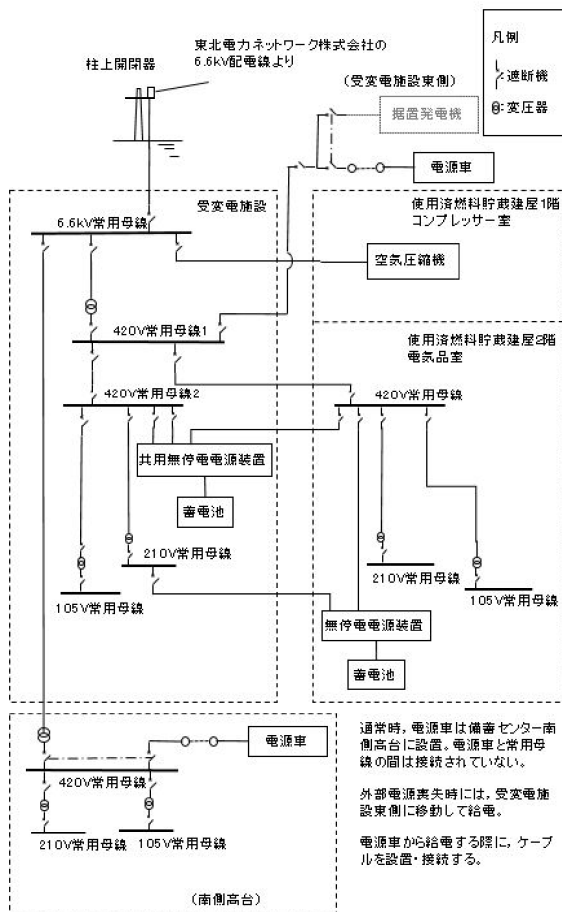 東北電力ネットワーク株式会社の
6.6kV配電線より
柱上開閉器
凡例
遮断機
:変圧器
(受変電施設東側)
据置発電機
電源車
受変電施設
6.6kV常用母線
使用済燃料貯蔵建屋1階
コンプレッサー室
空気圧縮機
420V常用母線1
使用済燃料貯蔵建屋2階
電気品室
420V常用母線2
420V常用母線
共用無停電電源装置
蓄電池
210V常用母線
105V常用母線
210V常用母線
105V常用母線
無停電電源装置
蓄電池
電源車
420V常用母線
210V常用母線
105V常用母線
(南側高台)
通常時，電源車は備蓄センター南
側高台に設置。電源車と常用母
線の間は接続されていない。
外部電源喪失時には，受変電施
設東側に移動して給電。
電源車から給電する際に，ケーブ
ルを設置・接続する。